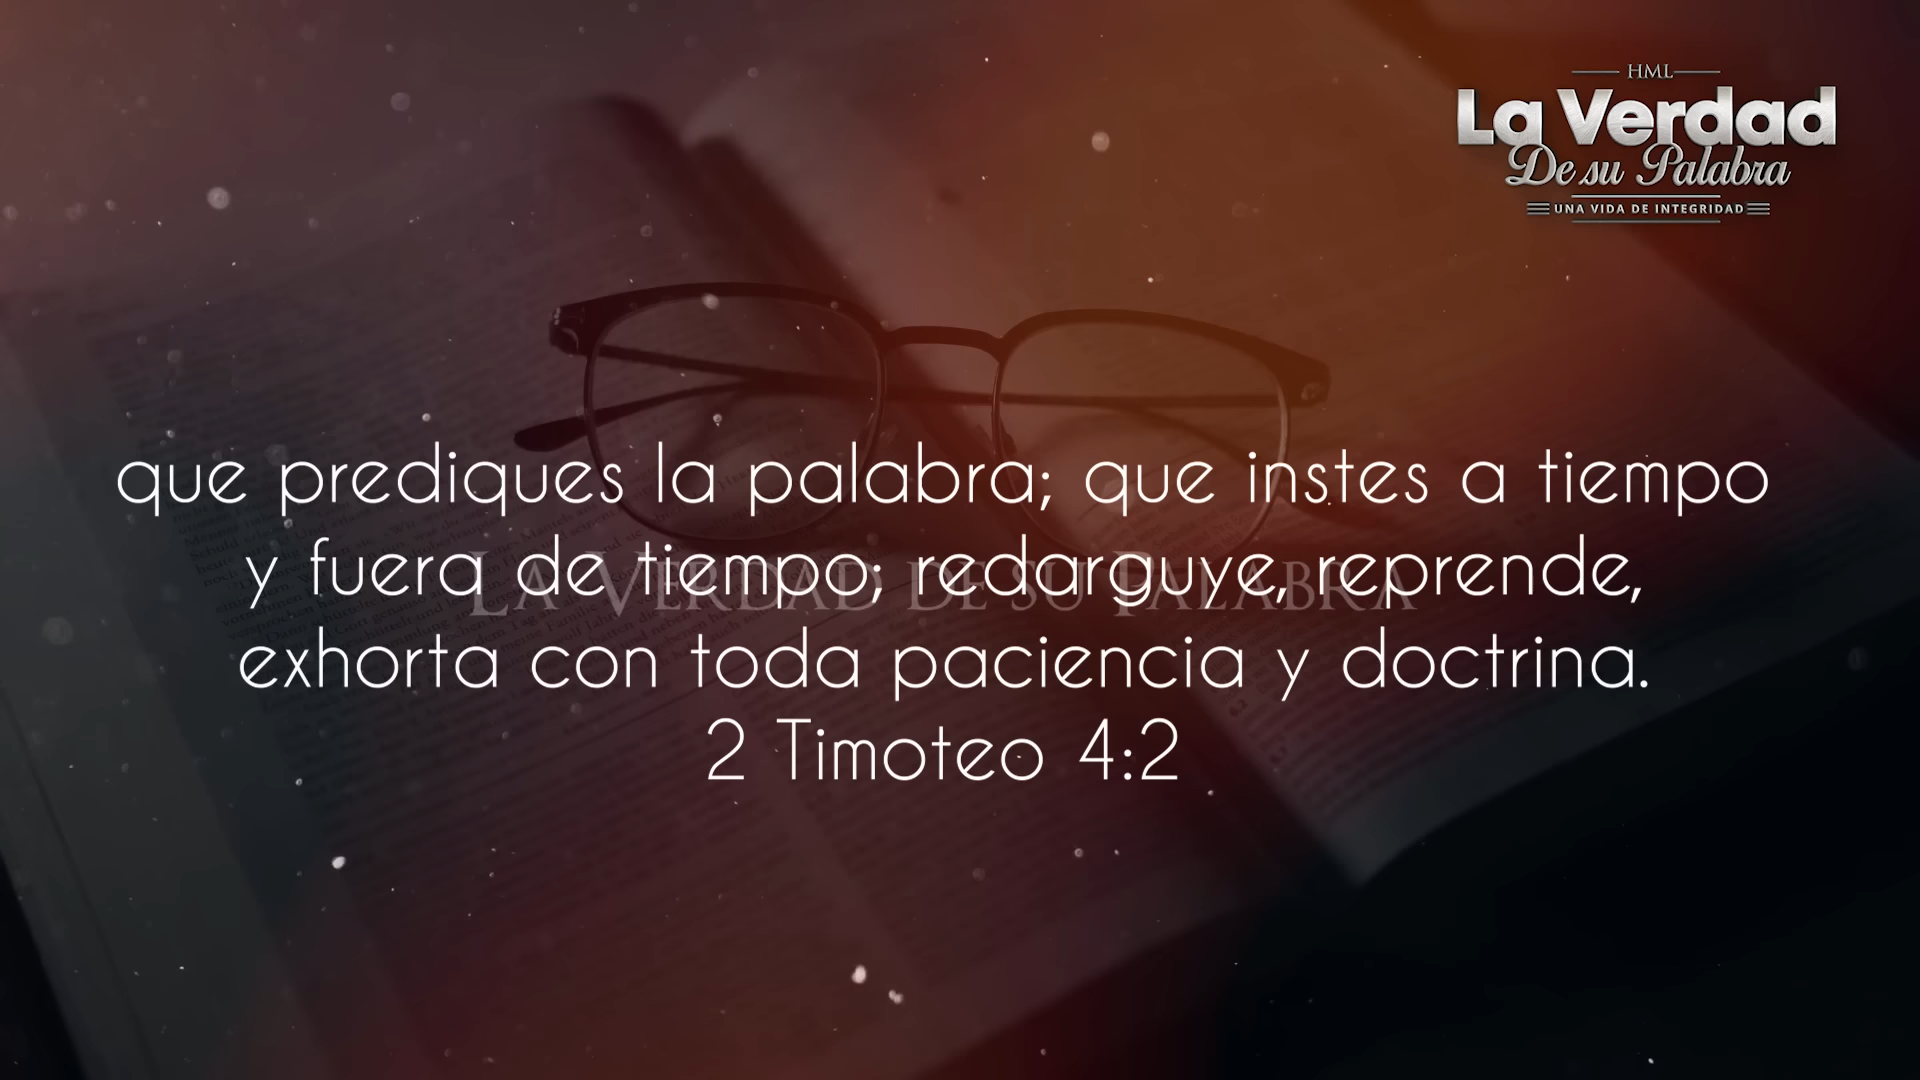 HML
La Verdad
De su Palabra
UNA VIDA DE INTEGRIDAD
que prediques la palabra; que instes a tiempo
y fuera de tiempo; redarguye, reprende,
La Verdad de su Palabra
exhorta con toda paciencia y doctrina.
2 Timoteo 4:2